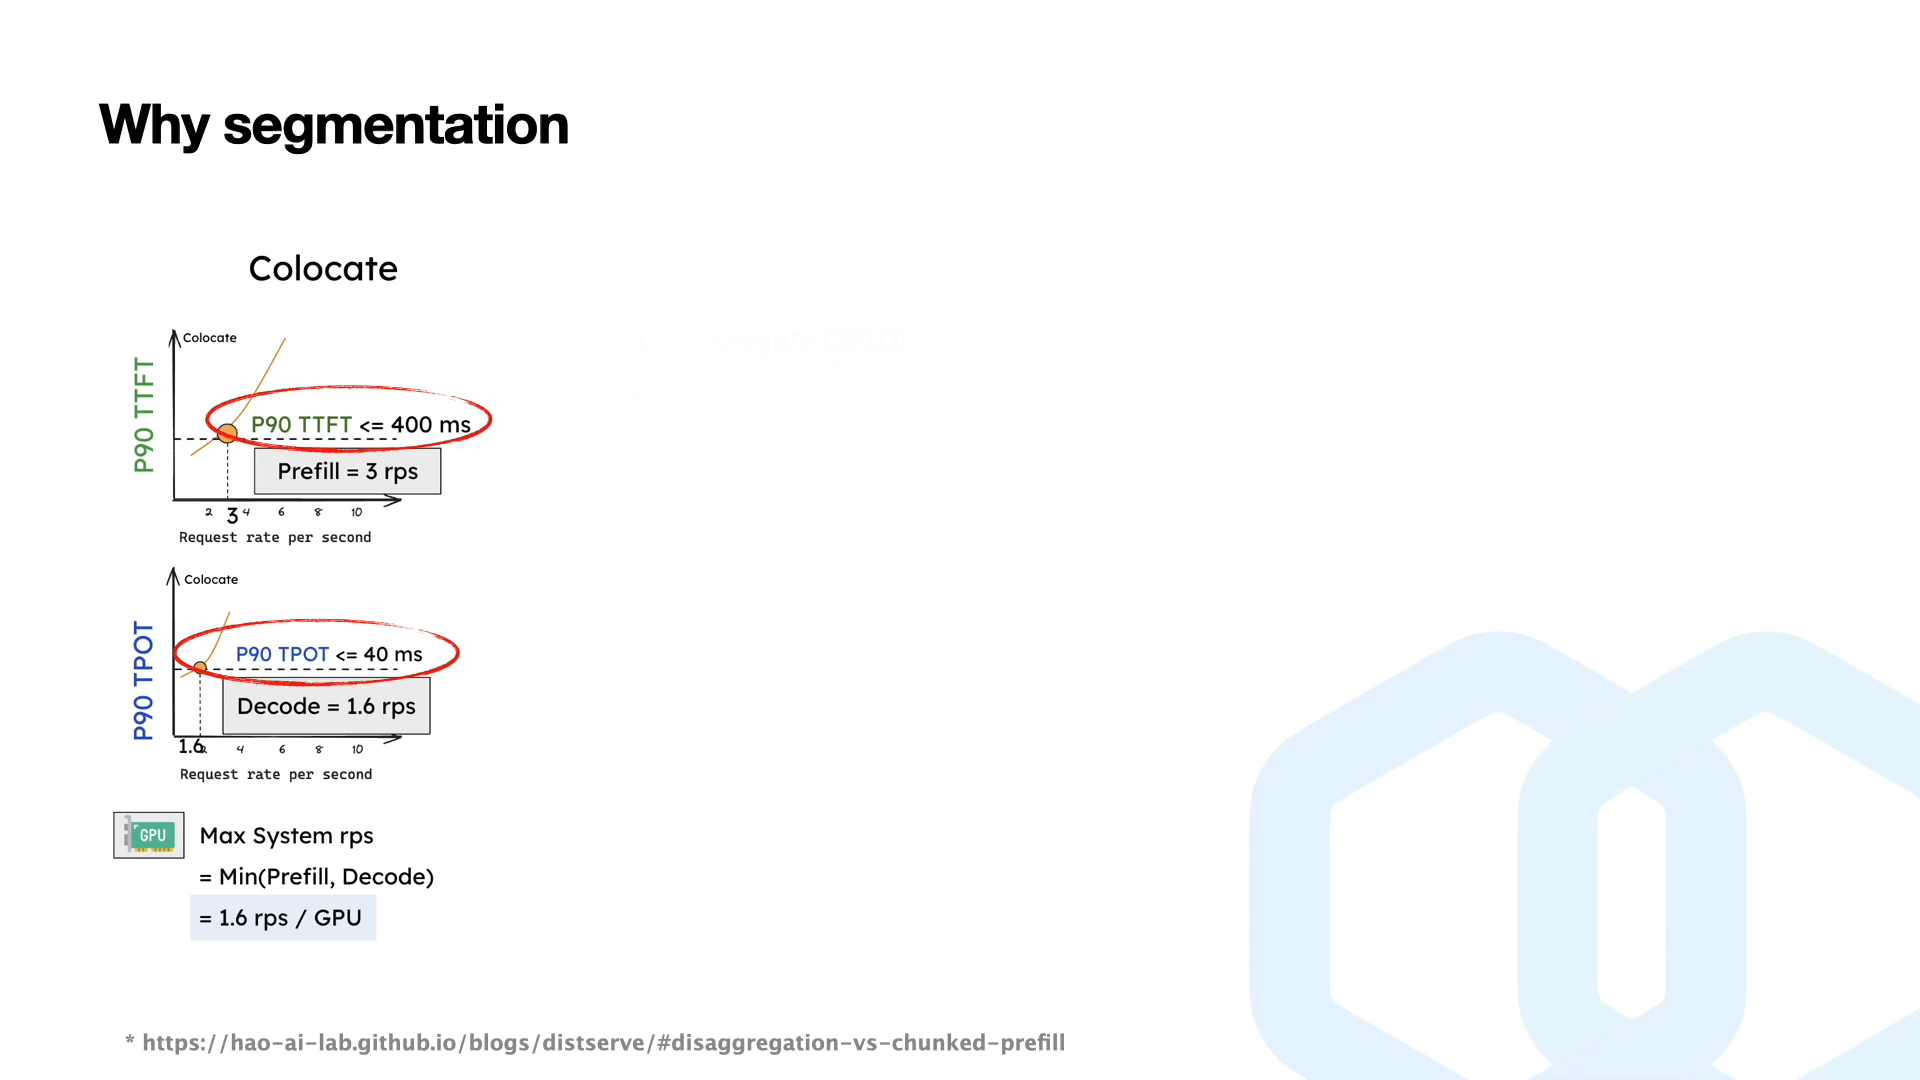 Why segmentation
Colocate
Colocate
P90 TTFT
P90 TTFT <= 400 ms
Prefill = 3 rps
2 3 4 6 8 10
Request rate per second
Colocate
P90 TPOT
P90 TPOT <= 40 ms
Decode = 1.6 rps
1.6 2 4 6 8 10
Request rate per second
GPU
Max System rps
= Min(Prefill, Decode)
= 1.6 rps / GPU
* https://hao-ai-lab.github.io/blogs/distserve/#disaggregation-vs-chunked-prefill